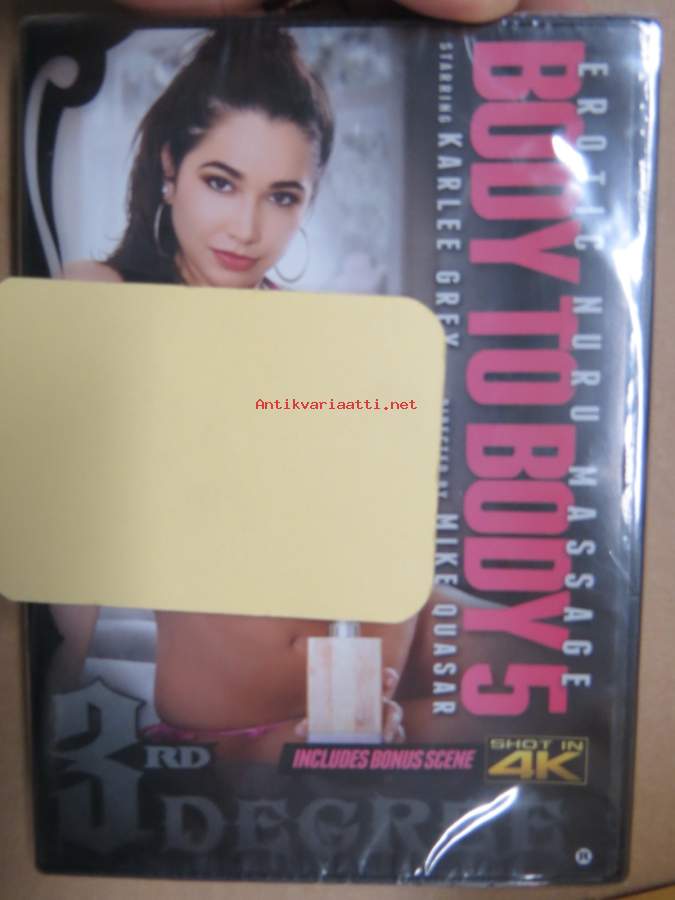 EROTIC NURU MASSAGE
BODY TO BODY 5
STARRING KARLEE GREY
DIRECTED BY MIKE QUASAR
Antikvariaatti.net
INCLUDES BONUS SCENE
SHOT IN
4K
3RD
DEGREE
R